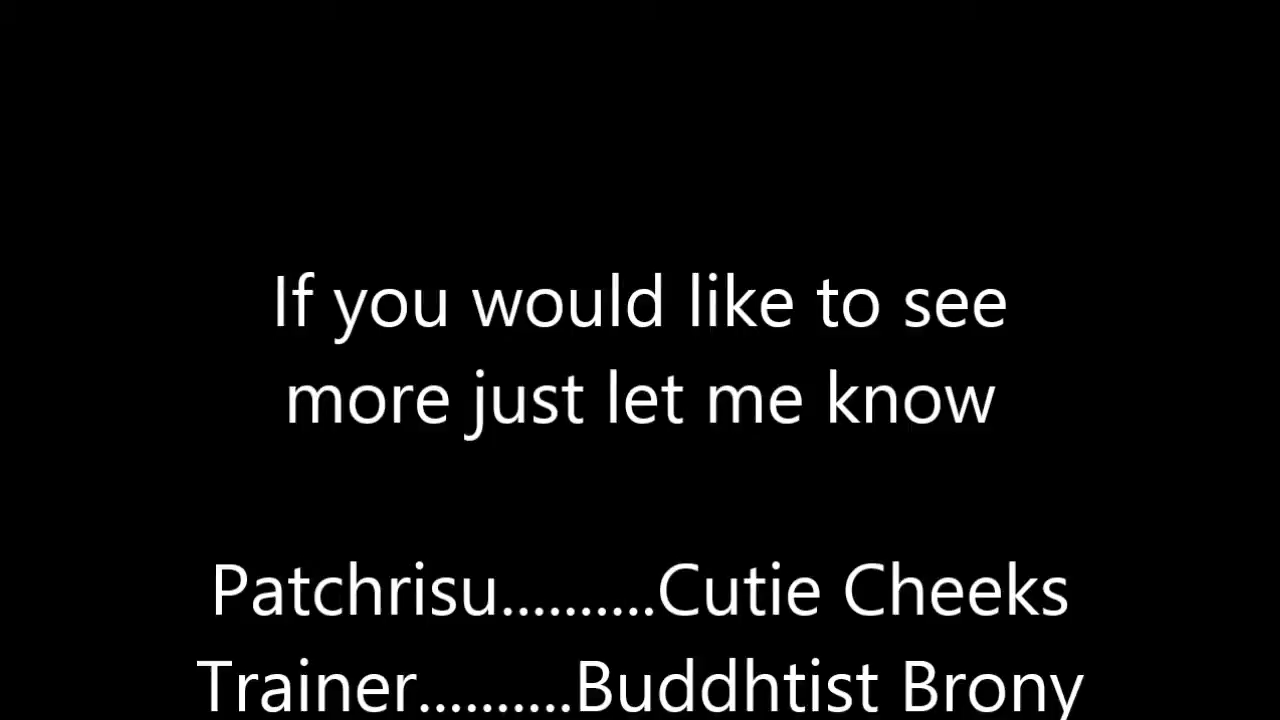 If you would like to see
more just let me know
Patchrisu..........Cutie Cheeks
Trainer..........Buddhtist Brony